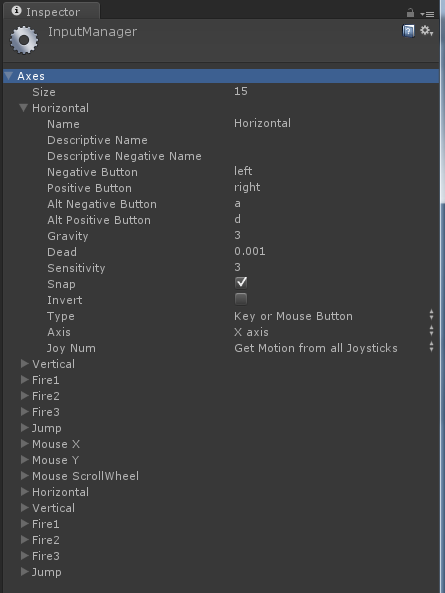 Inspector
InputManager
Axes
Size 15
Horizontal
Name Horizontal
Descriptive Name
Descriptive Negative Name
Negative Button left
Positive Button right
Alt Negative Button a
Alt Positive Button d
Gravity 3
Dead 0.001
Sensitivity 3
Snap
Invert
Type Key or Mouse Button
Axis X axis
Joy Num Get Motion from all Joysticks
Vertical
Fire1
Fire2
Fire3
Jump
Mouse X
Mouse Y
Mouse ScrollWheel
Horizontal
Vertical
Fire1
Fire2
Fire3
Jump